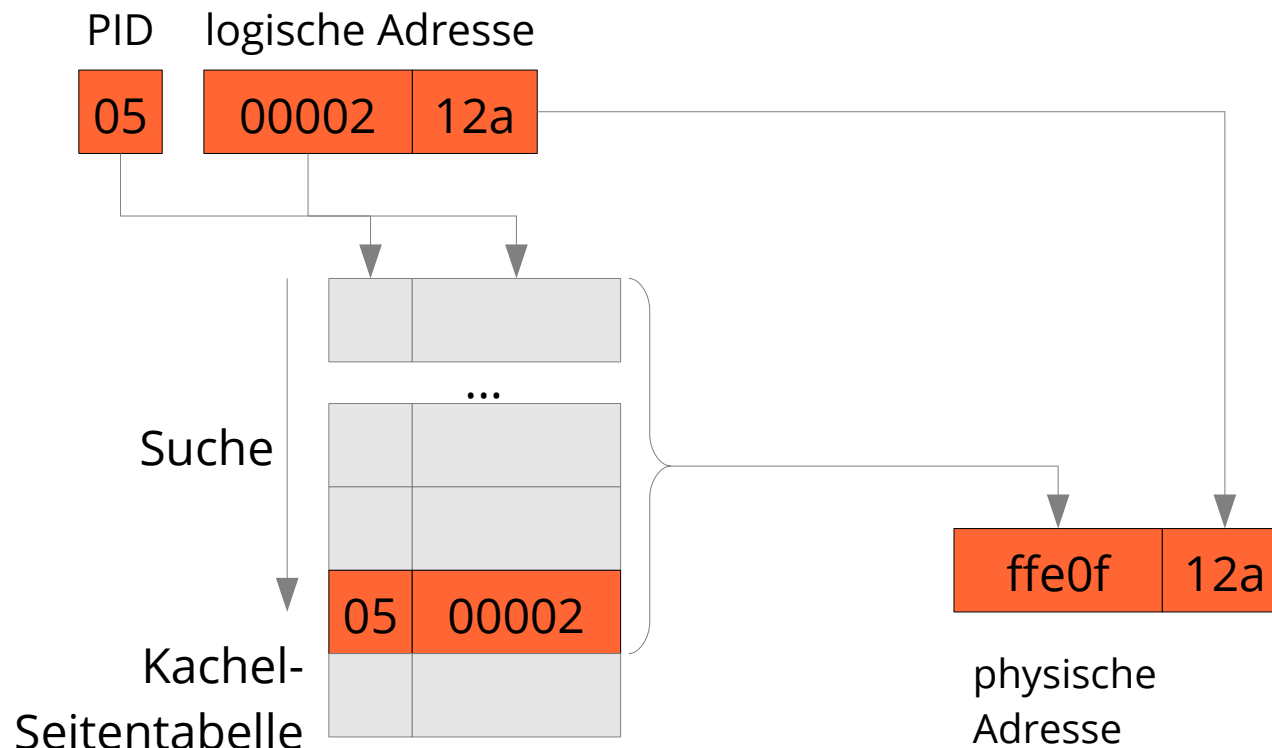 PID logische Adresse
05 00002 12a
...
Suche
05 00002
ffe0f 12a
Kachel-
Seitentabelle
physische
Adresse